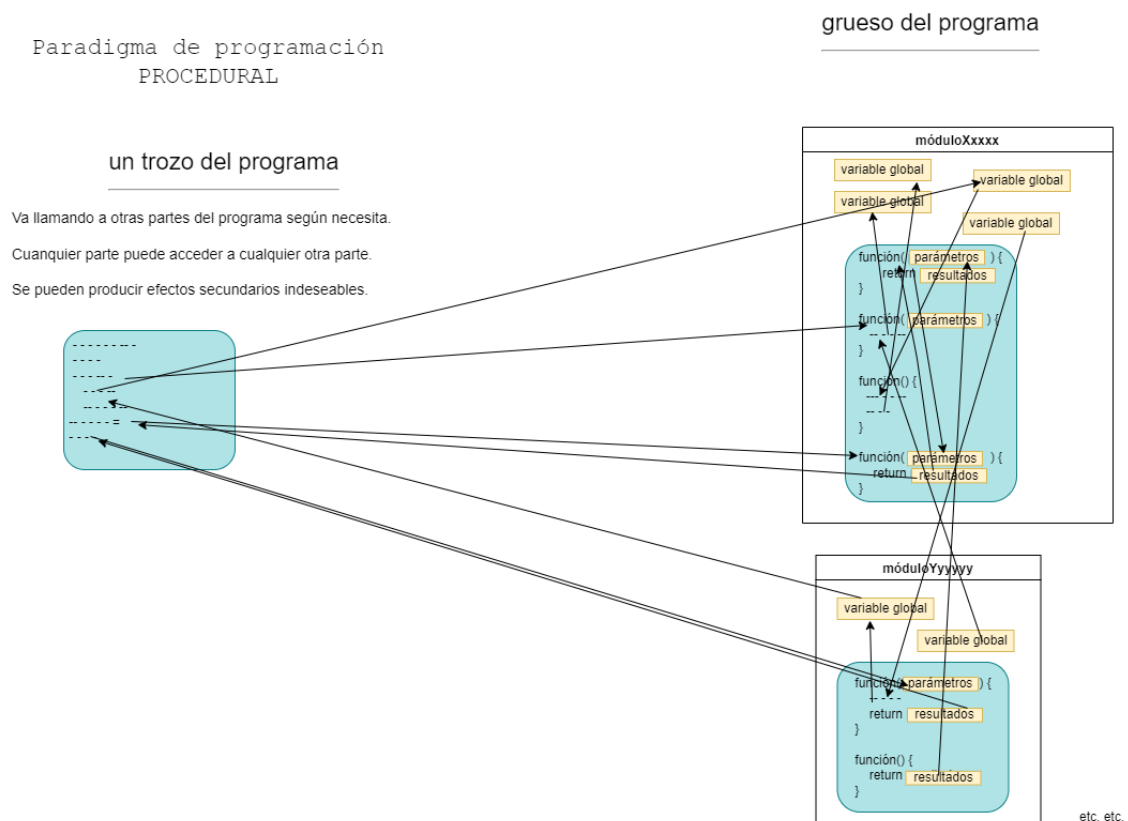 Paradigma de programación
PROCEDURAL
un trozo del programa
Va llamando a otras partes del programa según necesita.
Cuanquier parte puede acceder a cualquier otra parte.
Se pueden producir efectos secundarios indeseables.
- - - - - - -- --
- - - -
- - - -- --
- - -- --
-- - - -- --
-- - - - - =
- - - -
grueso del programa
móduloXxxxx
variable global
variable global
variable global
variable global
función( parámetros ) {
return resultados
}
función( parámetros ) {
-- -- -- --
}
función() {
--- -- - -- --
-- -- --
}
función( parámetros ) {
return resultados
}
móduloYyyyyy
variable global
variable global
función( parámetros ) {
-- -- - - -
return resultados
}
función() {
return resultados
}
etc. etc.